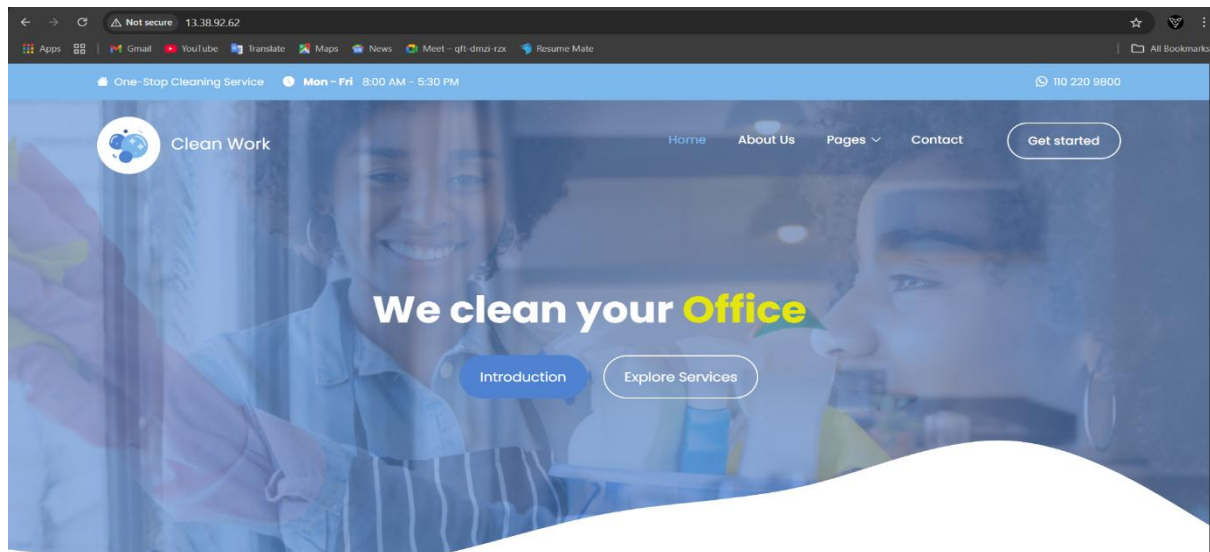 Not secure 13.38.92.62
Apps Gmail YouTube Translate Maps News Meet – qft-dmzi-rzx Resume Mate All Bookmarks
One-Stop Cleaning Service Mon – Fri 8:00 AM – 5:30 PM 110 220 9800
Clean Work Home About Us Pages Contact Get started
We clean your Office
Introduction Explore Services